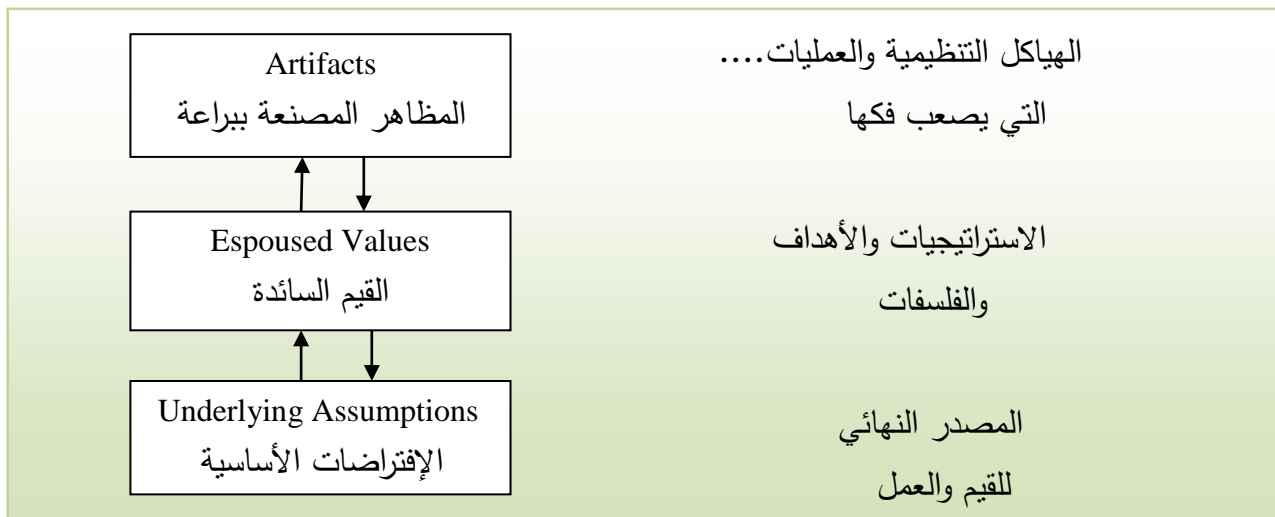 Artifacts
المظاهر المصنعة ببراعة
الهياكل التنظيمية والعمليات....
التي يصعب فكها
Espoused Values
القيم السائدة
الاستراتيجيات والأهداف
والفلسفات
Underlying Assumptions
الإفتراضات الأساسية
المصدر النهائي
للقيم والعمل